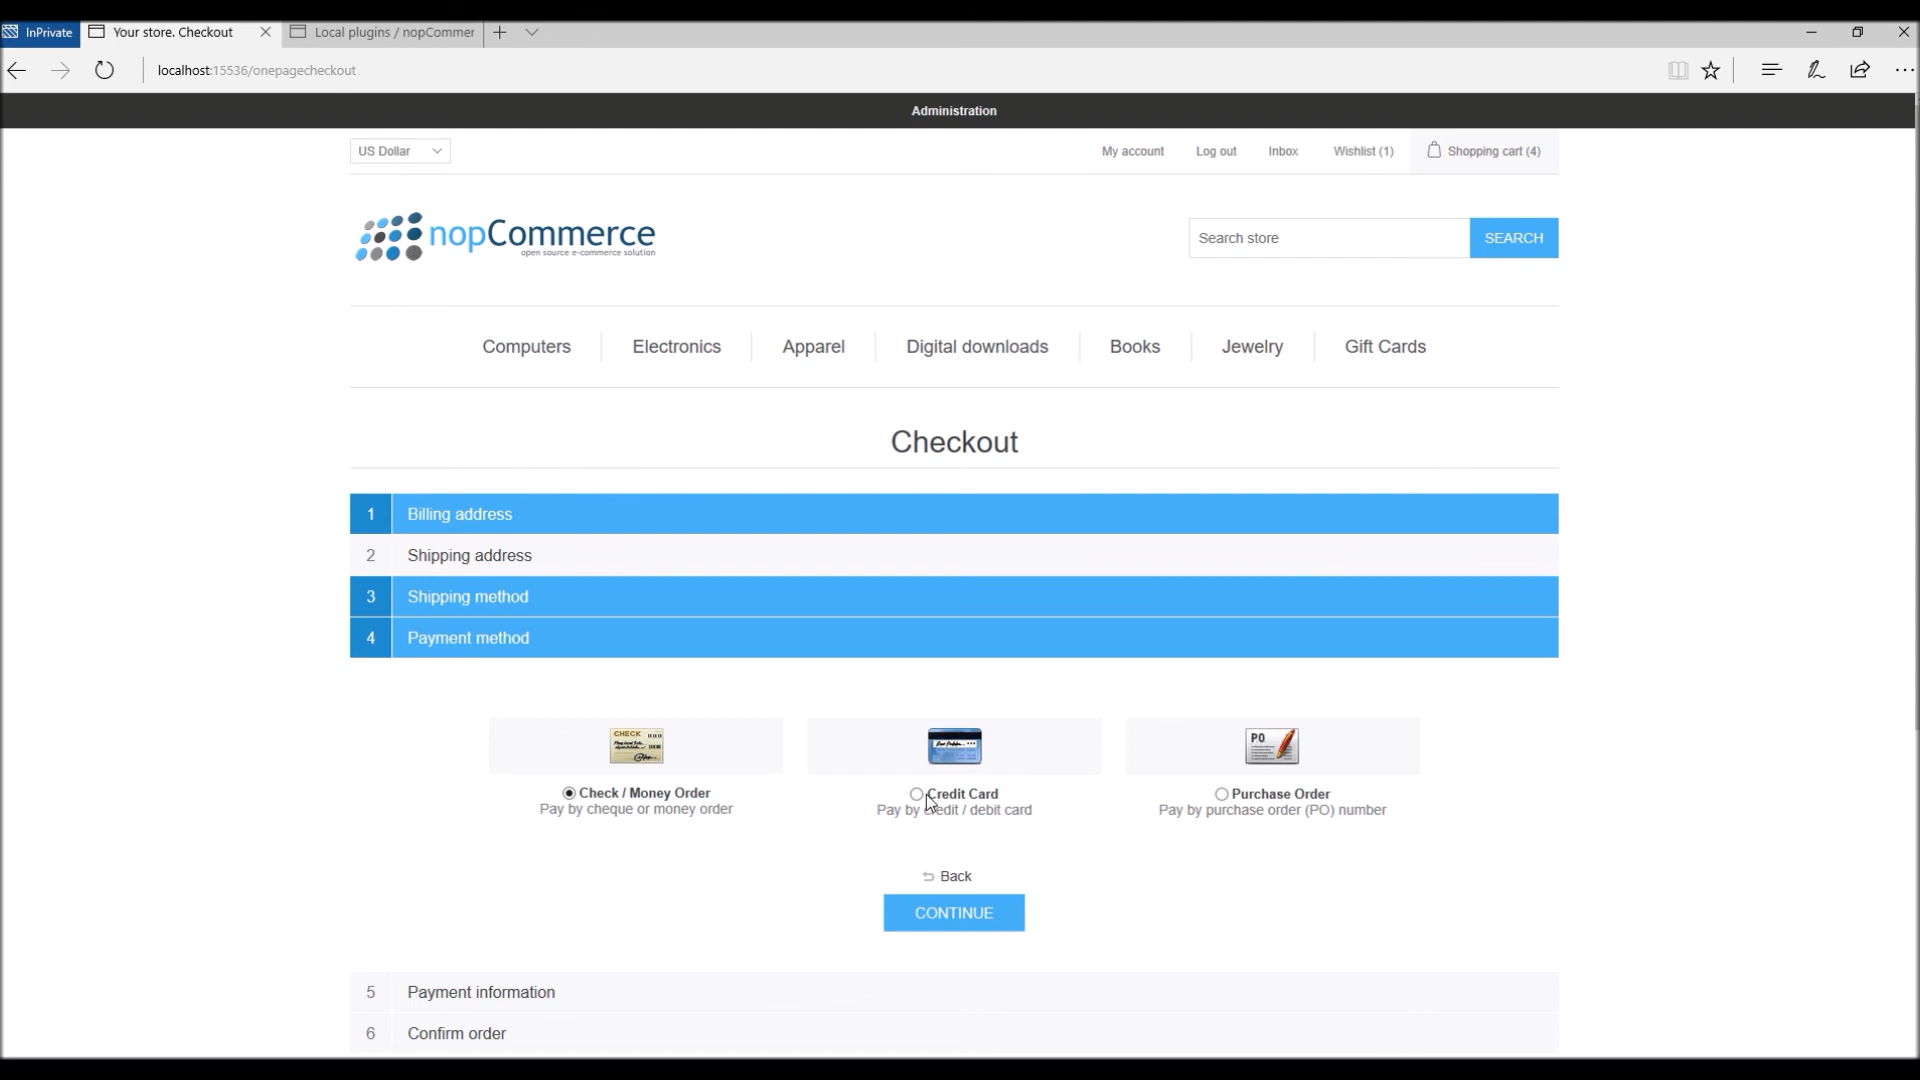 InPrivate
Your store. Checkout
Local plugins / nopCommer
localhost:15536/onepagecheckout
Administration
US Dollar
My account
Log out
Inbox
Wishlist (1)
Shopping cart (4)
nopCommerce
open source e-commerce solution
Search store
SEARCH
Computers
Electronics
Apparel
Digital downloads
Books
Jewelry
Gift Cards
Checkout
1 Billing address
2 Shipping address
3 Shipping method
4 Payment method
CHECK
PO
Check / Money Order
Pay by cheque or money order
Credit Card
Pay by credit / debit card
Purchase Order
Pay by purchase order (PO) number
Back
CONTINUE
5 Payment information
6 Confirm order